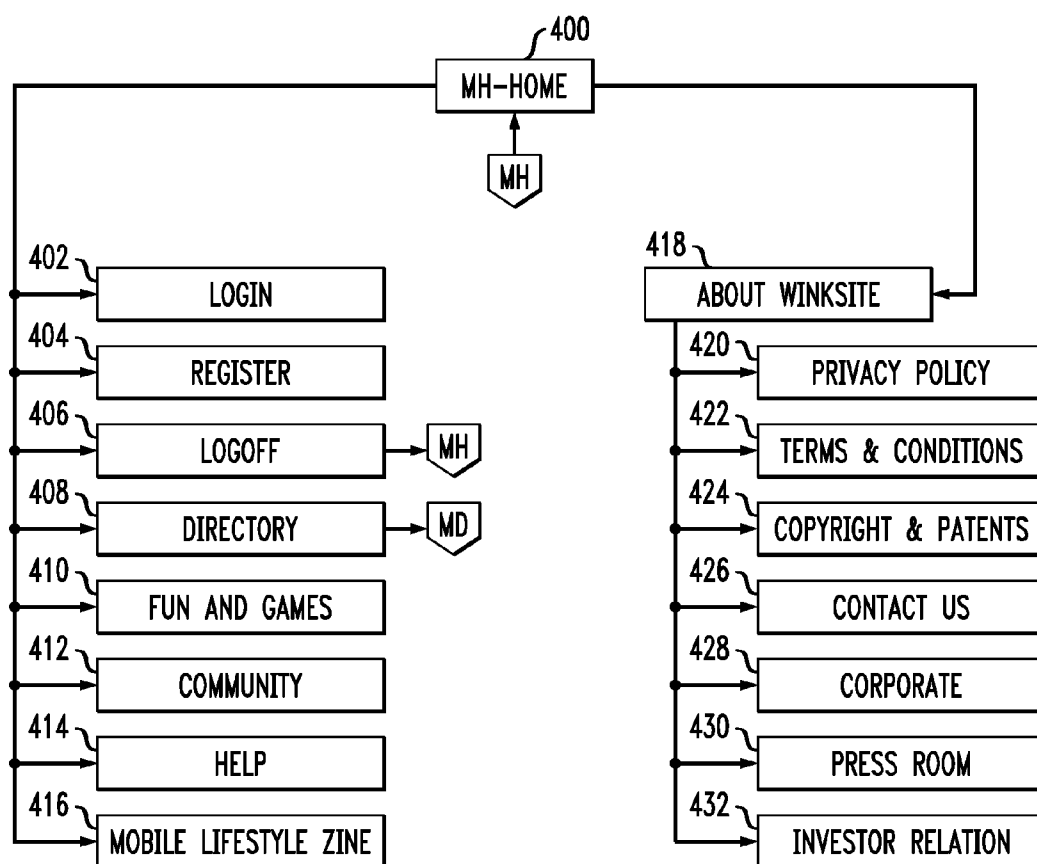 400
MH-HOME
MH
402
LOGIN
404
REGISTER
406
LOGOFF
MH
408
DIRECTORY
MD
410
FUN AND GAMES
412
COMMUNITY
414
HELP
416
MOBILE LIFESTYLE ZINE
418
ABOUT WINKSITE
420
PRIVACY POLICY
422
TERMS & CONDITIONS
424
COPYRIGHT & PATENTS
426
CONTACT US
428
CORPORATE
430
PRESS ROOM
432
INVESTOR RELATION